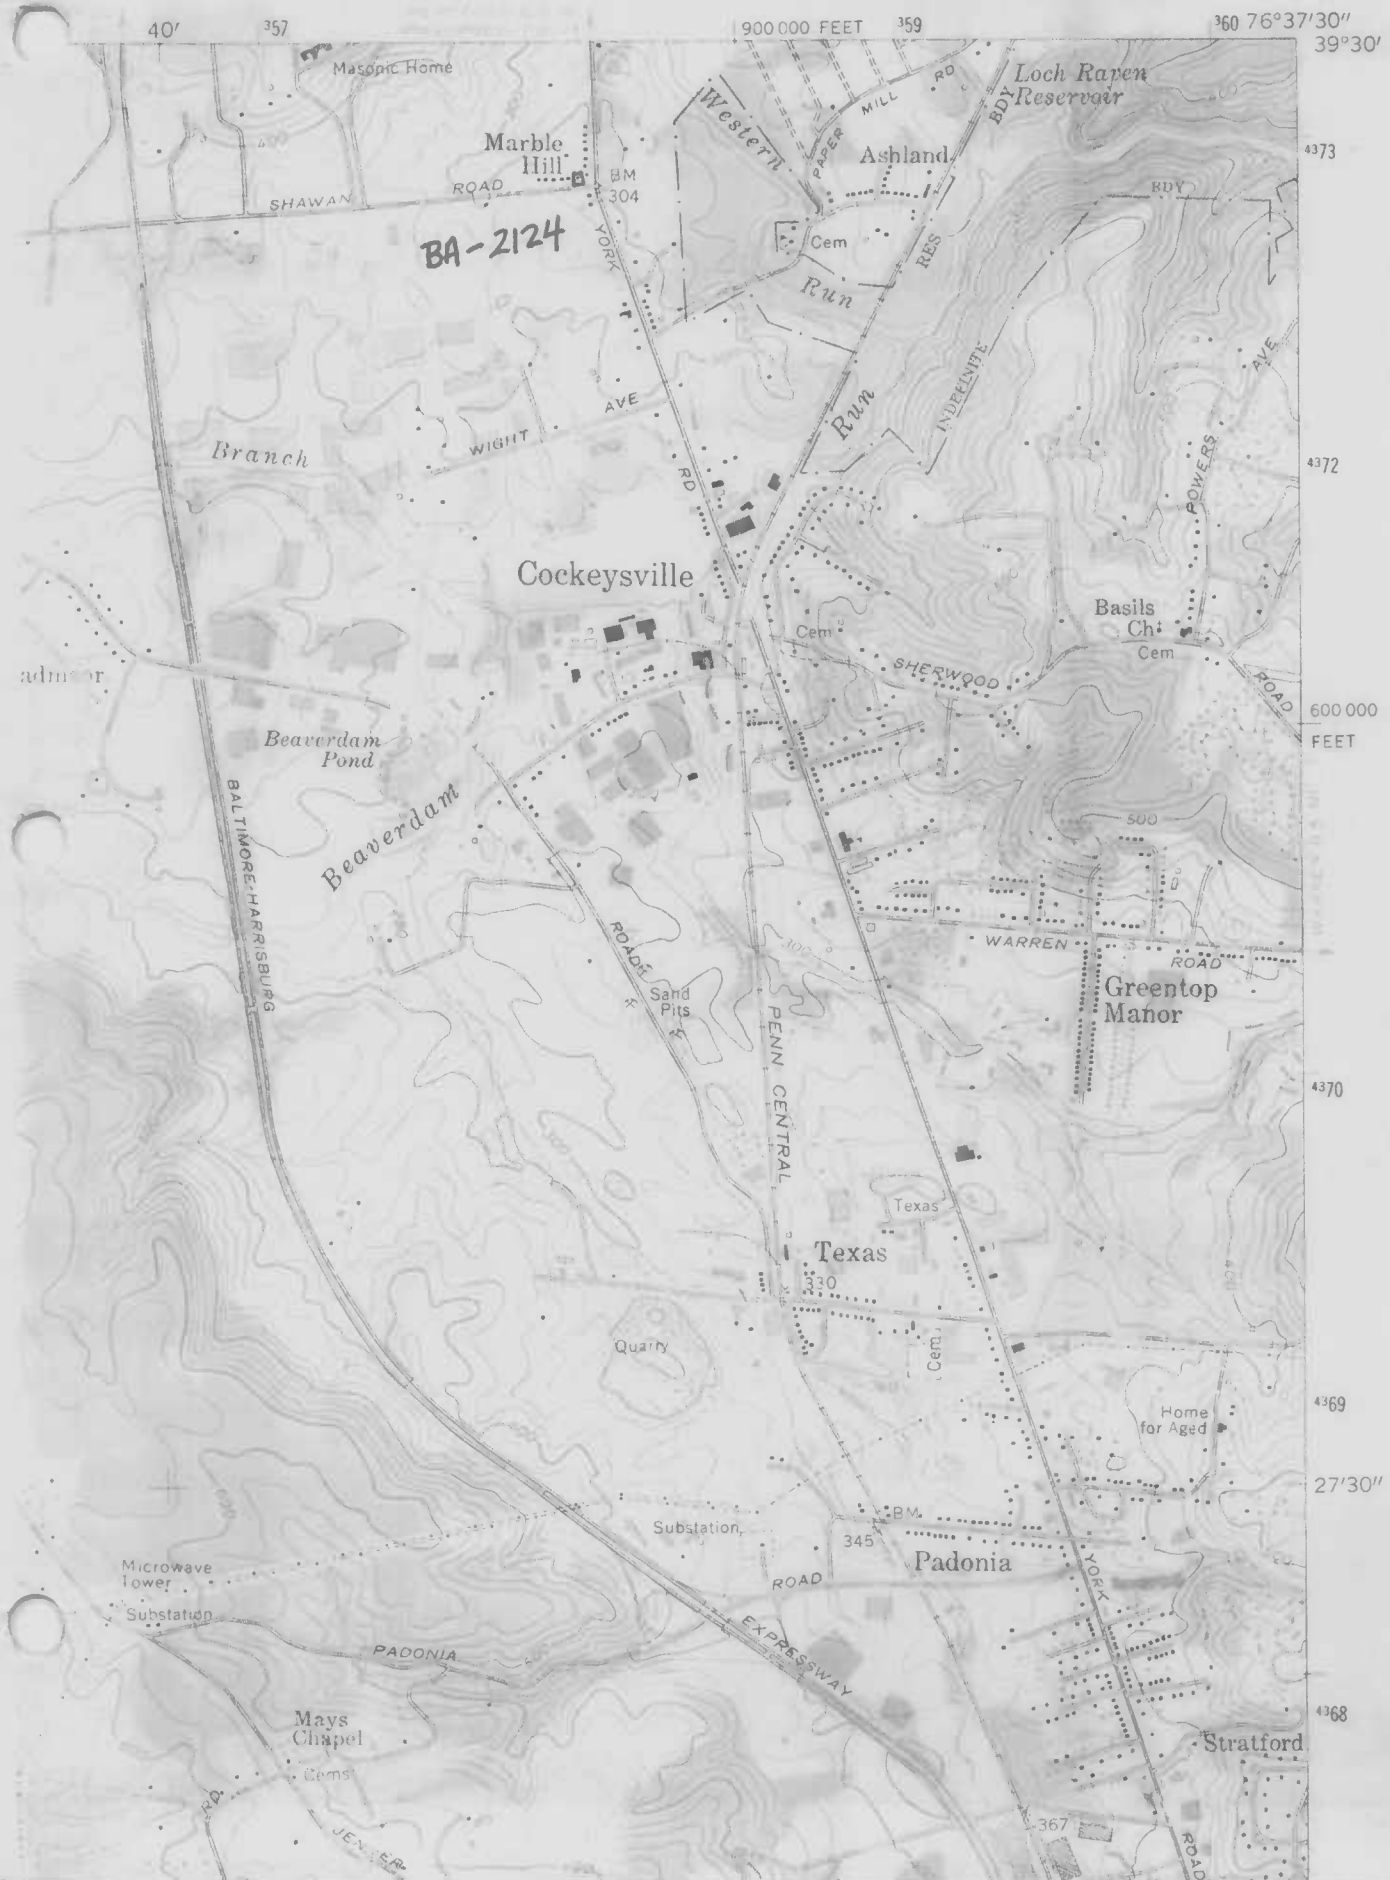 40'
357
900 000 FEET
359
360 76°37'30"
39°30'
Masonic Home
Western
PAPER MILL RD
BDY
Loch Raven
Reservoir
Marble
Hill
Ashland
4373
BM
304
SHAWAN ROAD
BDY
BA-2124
YORK
Cem
RES
Run
INDEFINITE
AVE
WIGHT AVE
Run
Branch
RD
POWERS
4372
Cockeysville
Basils
Ch
Cem
Cem
SHERWOOD
ROAD
600 000
FEET
Beaverdam
Pond
BALTIMORE-HARRISBURG
Beaverdam
500
WARREN ROAD
ROAD
300
Sand
Pits
Greentop
Manor
PENN CENTRAL
4370
Texas
Texas
330
Quarry
Cem
400
4369
Home
for Aged
27'30"
BM
345
Substation
Padonia
Microwave
Tower
ROAD
YORK
Substation
PADONIA
EXPRESSWAY
4368
Mays
Chapel
Stratford
Cems
RD
367
ROAD